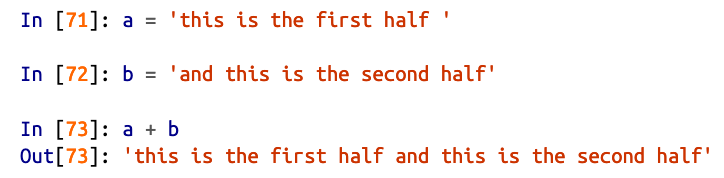 In [71]: a = 'this is the first half '
In [72]: b = 'and this is the second half'
In [73]: a + b
Out[73]: 'this is the first half and this is the second half'